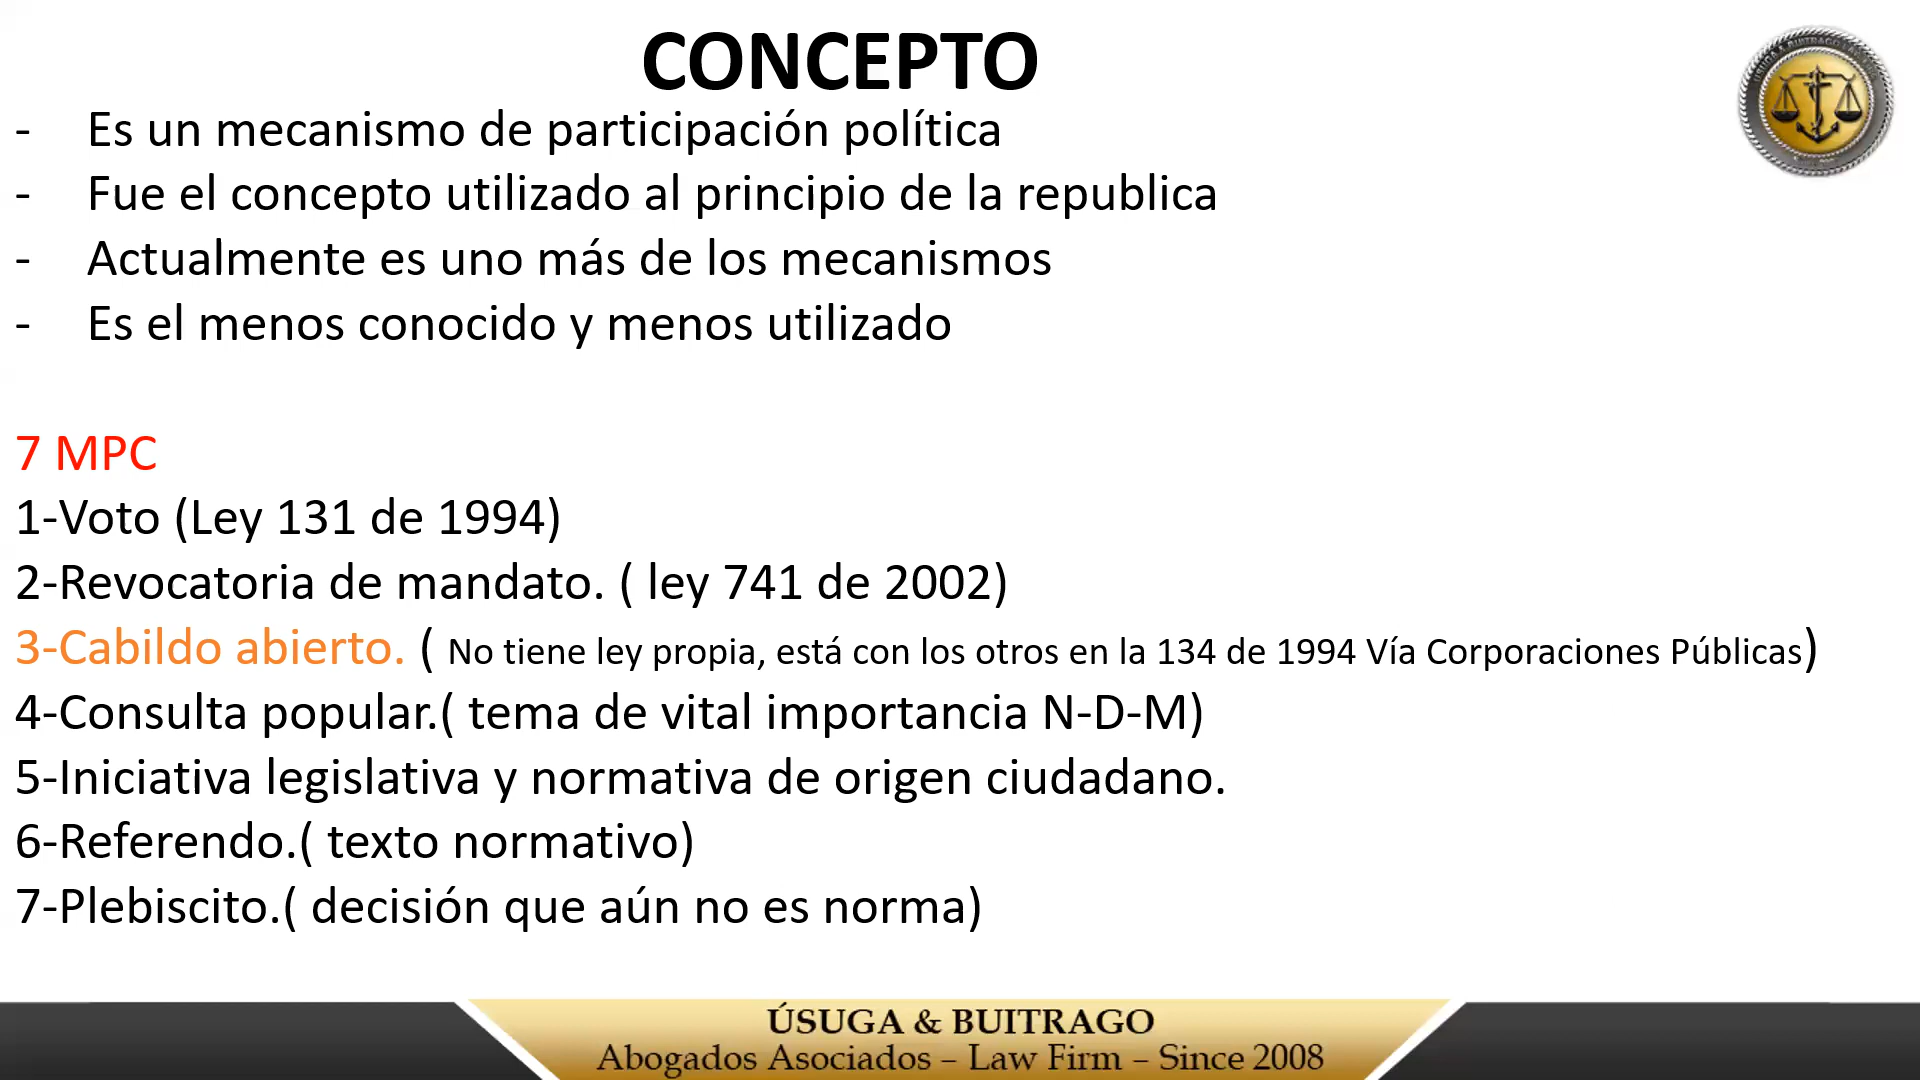 CONCEPTO
- Es un mecanismo de participación política
- Fue el concepto utilizado al principio de la republica
- Actualmente es uno más de los mecanismos
- Es el menos conocido y menos utilizado
7 MPC
1-Voto (Ley 131 de 1994)
2-Revocatoria de mandato. ( ley 741 de 2002)
3-Cabildo abierto. ( No tiene ley propia, está con los otros en la 134 de 1994 Vía Corporaciones Públicas)
4-Consulta popular.( tema de vital importancia N-D-M)
5-Iniciativa legislativa y normativa de origen ciudadano.
6-Referendo.( texto normativo)
7-Plebiscito.( decisión que aún no es norma)
ÚSUGA & BUITRAGO
Abogados Asociados – Law Firm – Since 2008